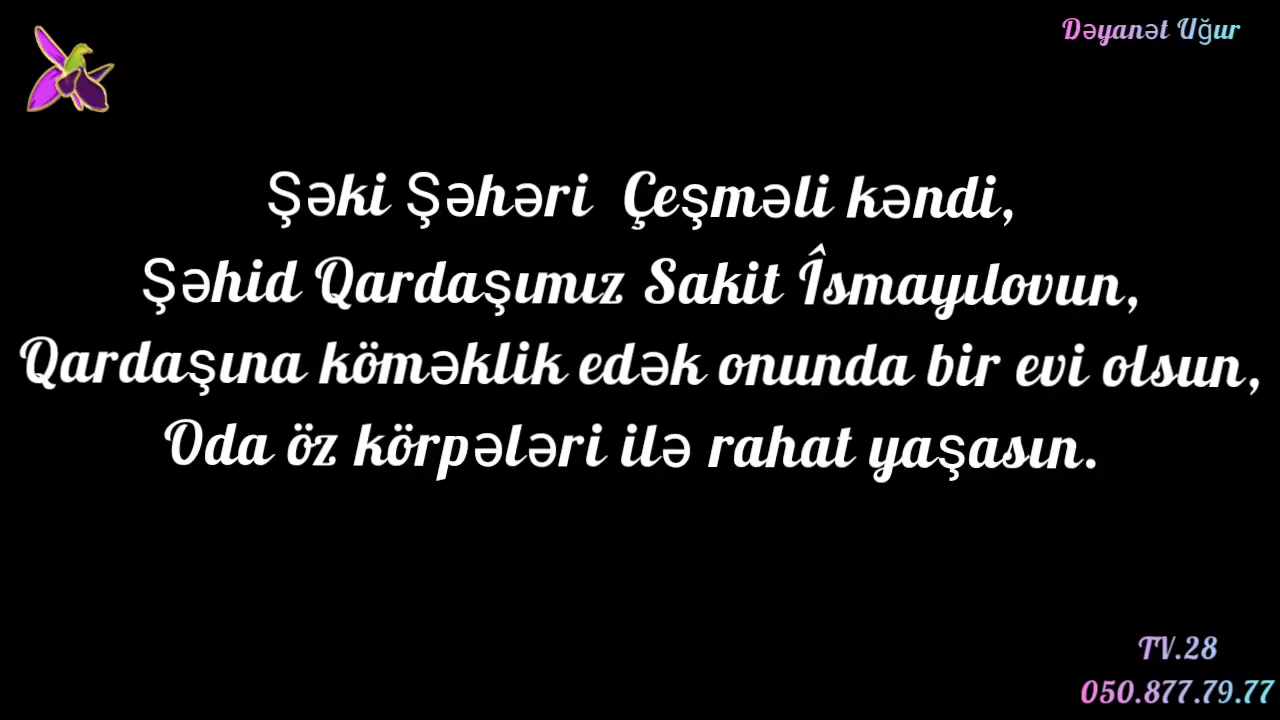 Dəyanət Uğur
Şəki Şəhəri Çeşməli kəndi,
Şəhid Qardaşımız Sakit Îsmayılovun,
Qardaşına köməklik edək onunda bir evi olsun,
Oda öz körpələri ilə rahat yaşasın.
TV.28
050.877.79.77